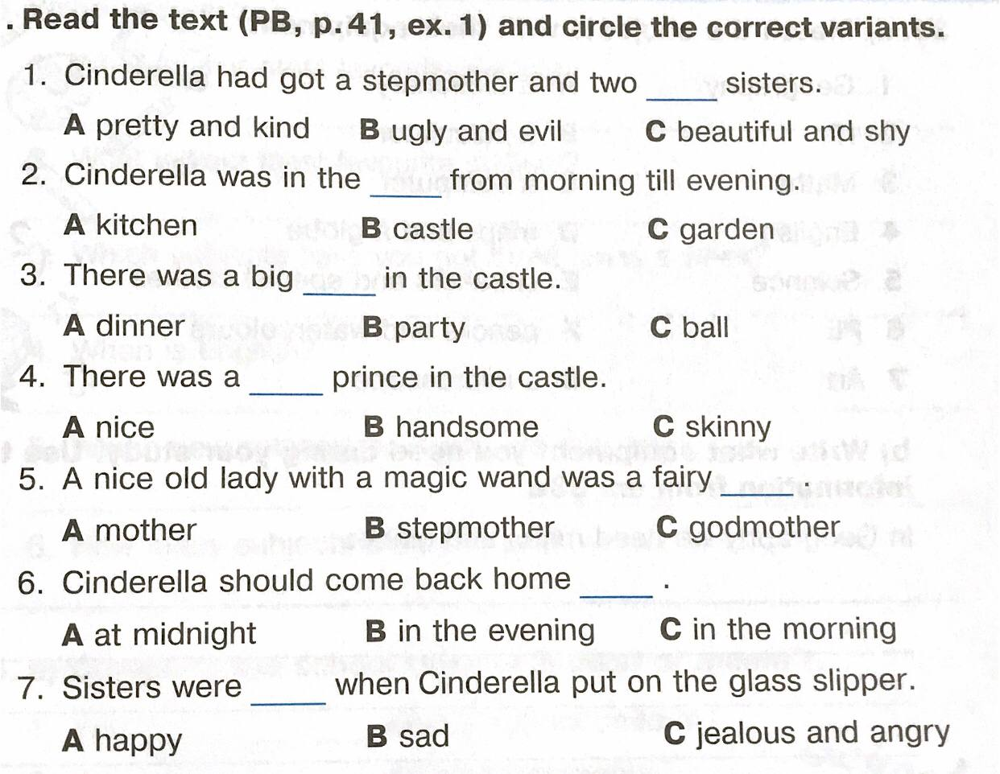 . Read the text (PB, p. 41, ex. 1) and circle the correct variants.
1. Cinderella had got a stepmother and two _____ sisters.
A pretty and kind B ugly and evil C beautiful and shy
2. Cinderella was in the _____ from morning till evening.
A kitchen B castle C garden
3. There was a big _____ in the castle.
A dinner B party C ball
4. There was a _____ prince in the castle.
A nice B handsome C skinny
5. A nice old lady with a magic wand was a fairy _____ .
A mother B stepmother C godmother
6. Cinderella should come back home _____ .
A at midnight B in the evening C in the morning
7. Sisters were _____ when Cinderella put on the glass slipper.
A happy B sad C jealous and angry